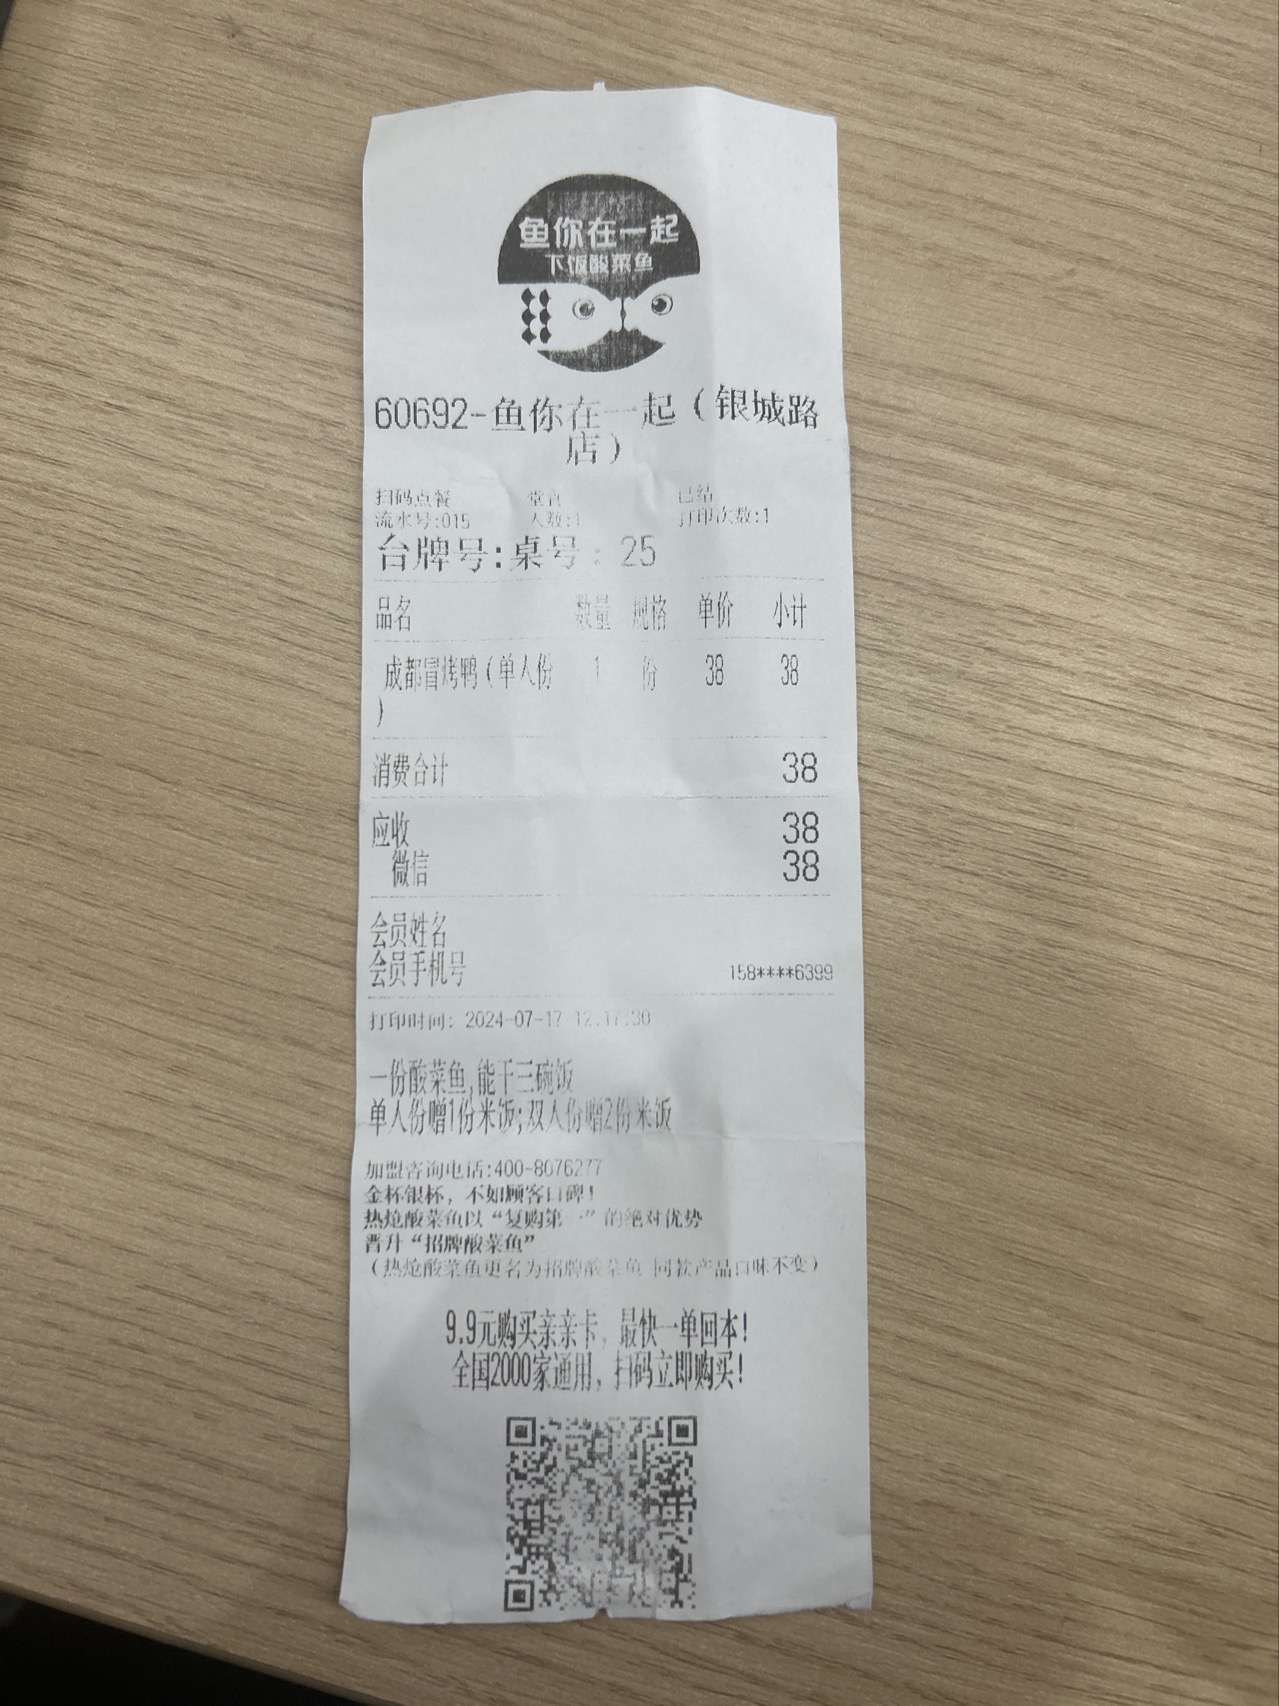 鱼你在一起
下饭酸菜鱼
60692-鱼你在一起（银城路
店）
扫码点餐 堂食 已结
流水号:015 人数:1 打印次数:1
台牌号:桌号：25
品名 数量 规格 单价 小计
成都冒烤鸭(单人份 1 份 38 38
)
消费合计 38
应收 38
微信 38
会员姓名
会员手机号 158****6399
打印时间: 2024-07-17 12:17:30
一份酸菜鱼,能干三碗饭
单人份赠1份米饭;双人份赠2份米饭
加盟咨询电话:400-8076277
金杯银杯，不如顾客口碑！
热炝酸菜鱼以“复购第一”的绝对优势
晋升“招牌酸菜鱼”
（热炝酸菜鱼更名为招牌酸菜鱼 同款产品口味不变）
9.9元购买亲亲卡，最快一单回本!
全国2000家通用，扫码立即购买!